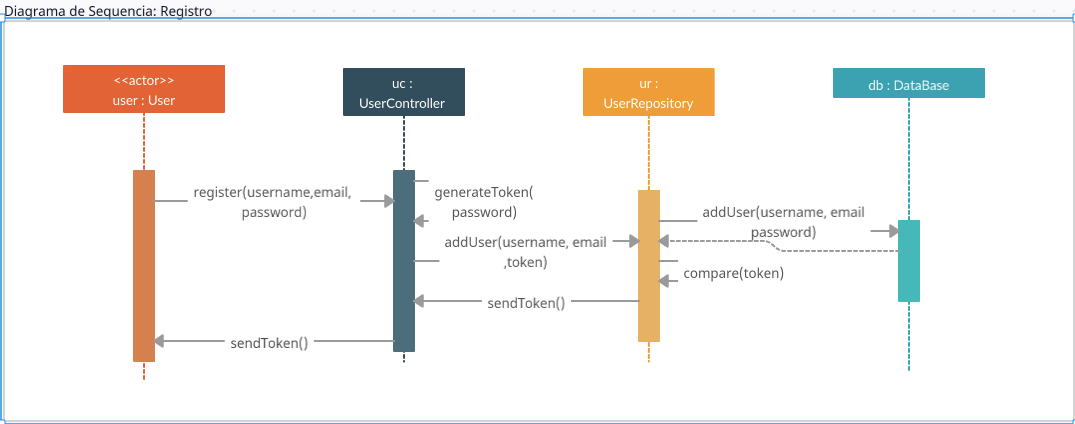 Diagrama de Sequencia: Registro
<<actor>>
user : User
uc :
UserController
ur :
UserRepository
db : DataBase
register(username,email,
password)
generateToken(
password)
addUser(username, email
,token)
addUser(username, email
password)
compare(token)
sendToken()
sendToken()